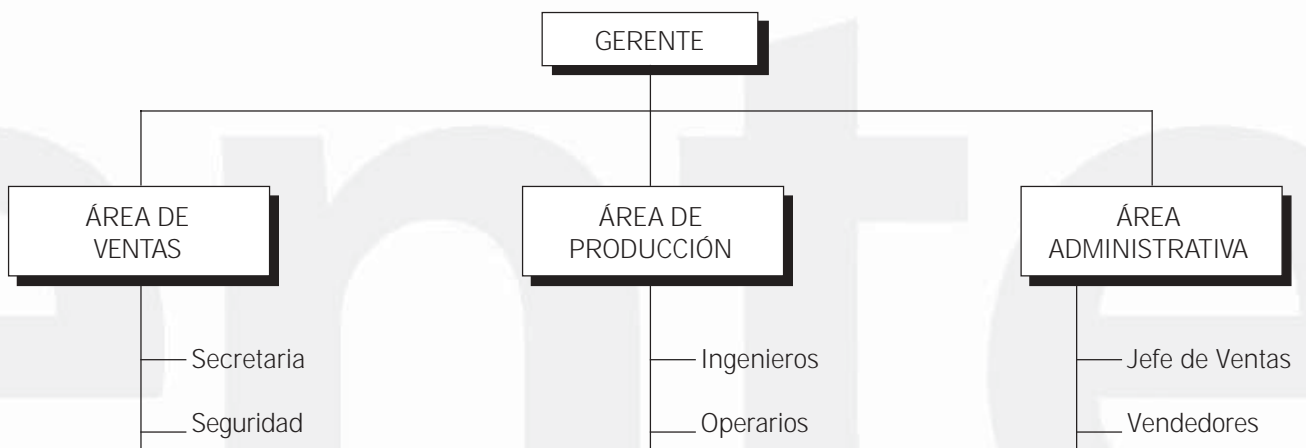 GERENTE
ÁREA DE
VENTAS
ÁREA DE
PRODUCCIÓN
ÁREA
ADMINISTRATIVA
Secretaria
Ingenieros
Jefe de Ventas
Seguridad
Operarios
Vendedores